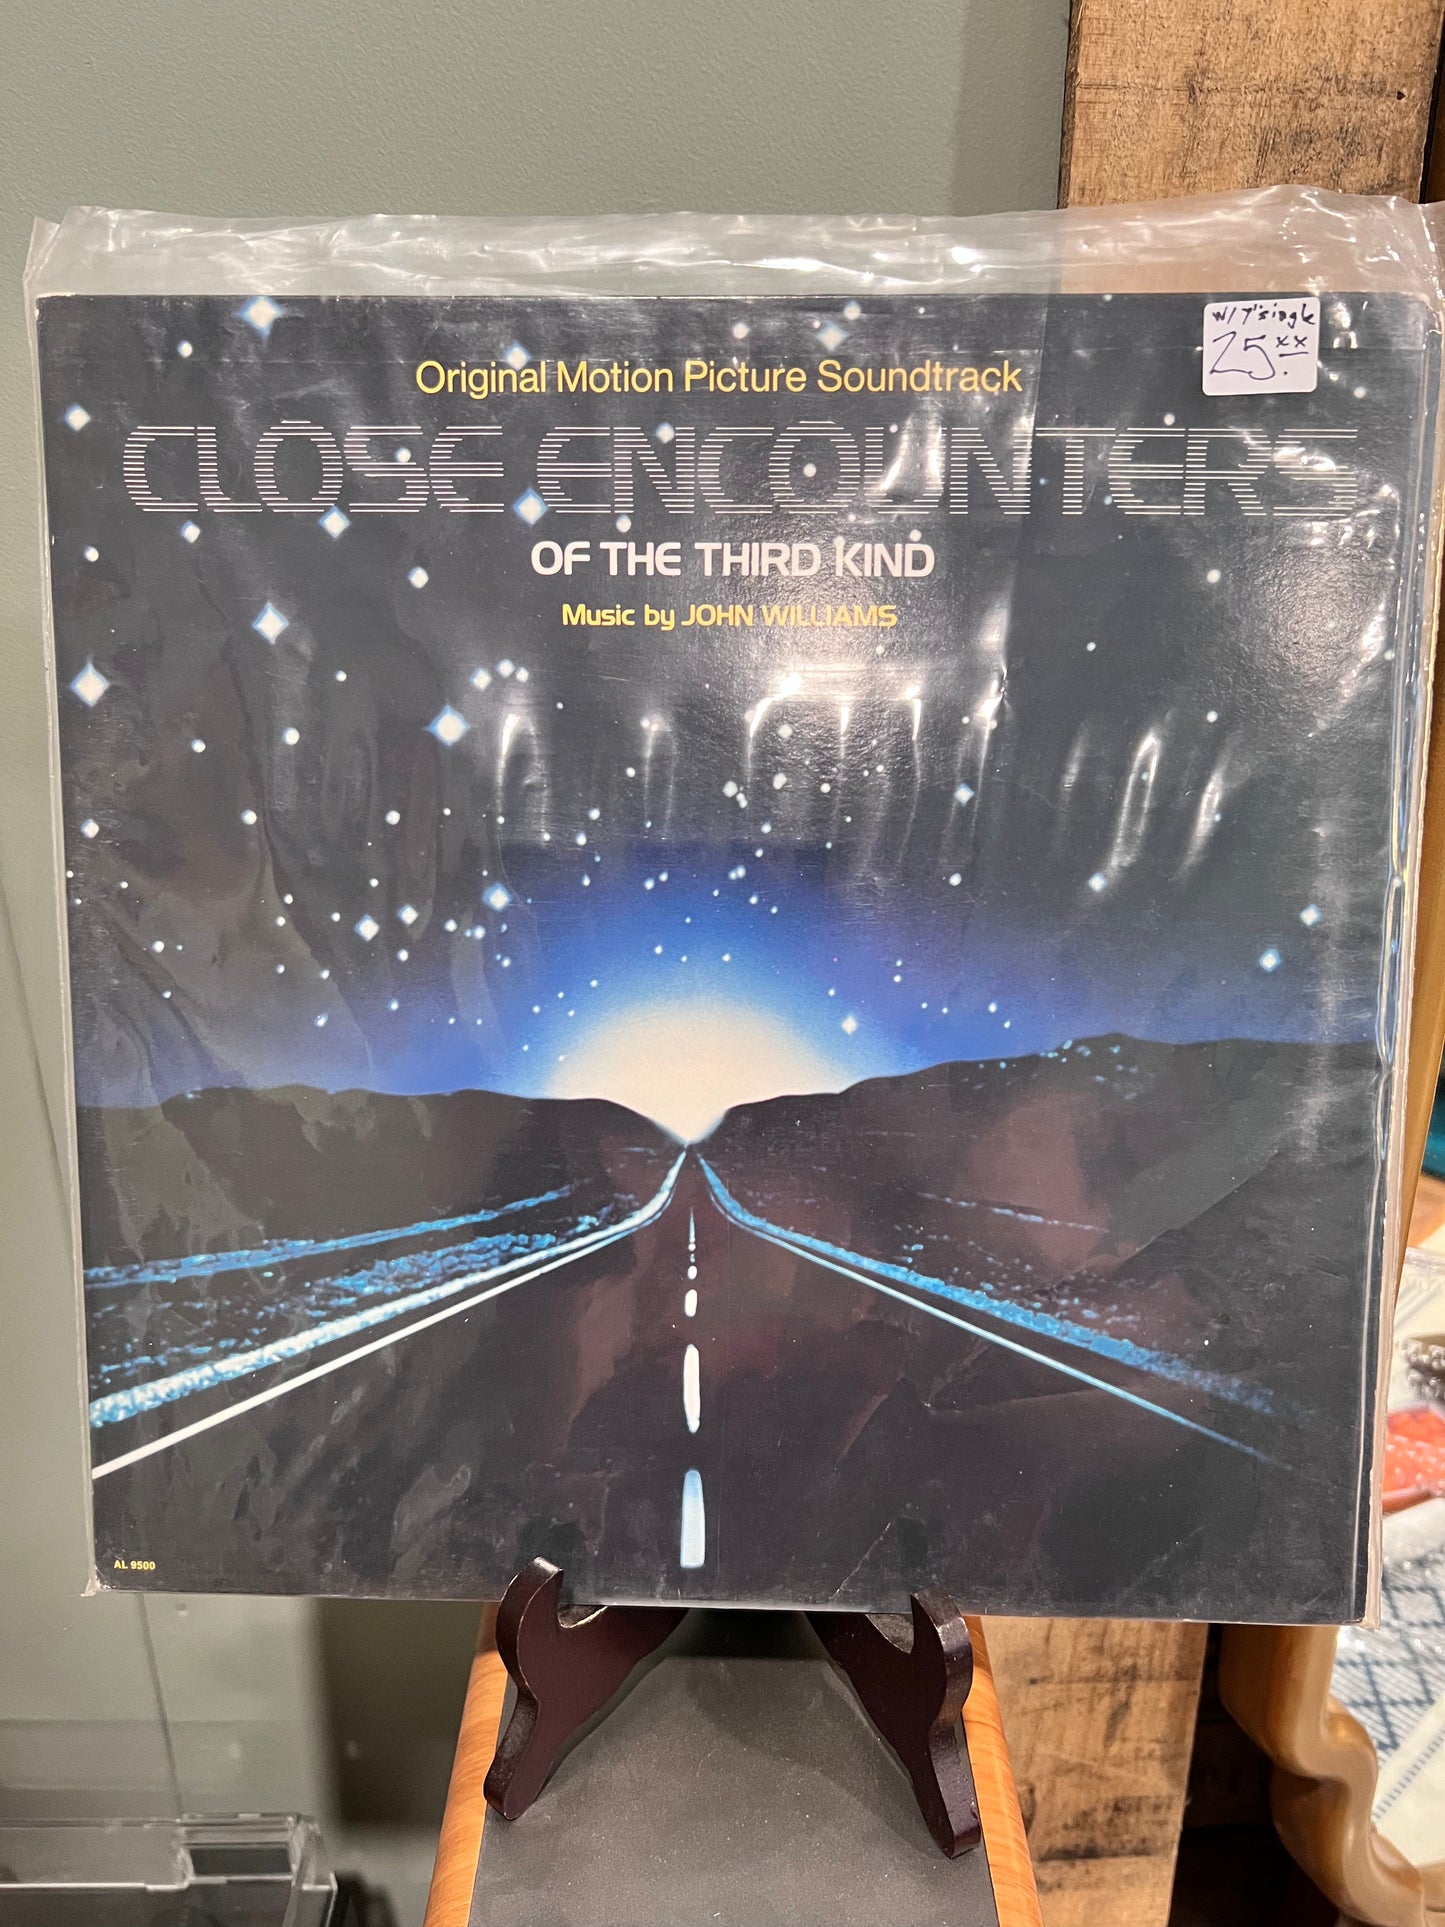 w/ 7" single
25.xx
Original Motion Picture Soundtrack
CLOSE ENCOUNTERS
OF THE THIRD KIND
Music by JOHN WILLIAMS
AL 9500